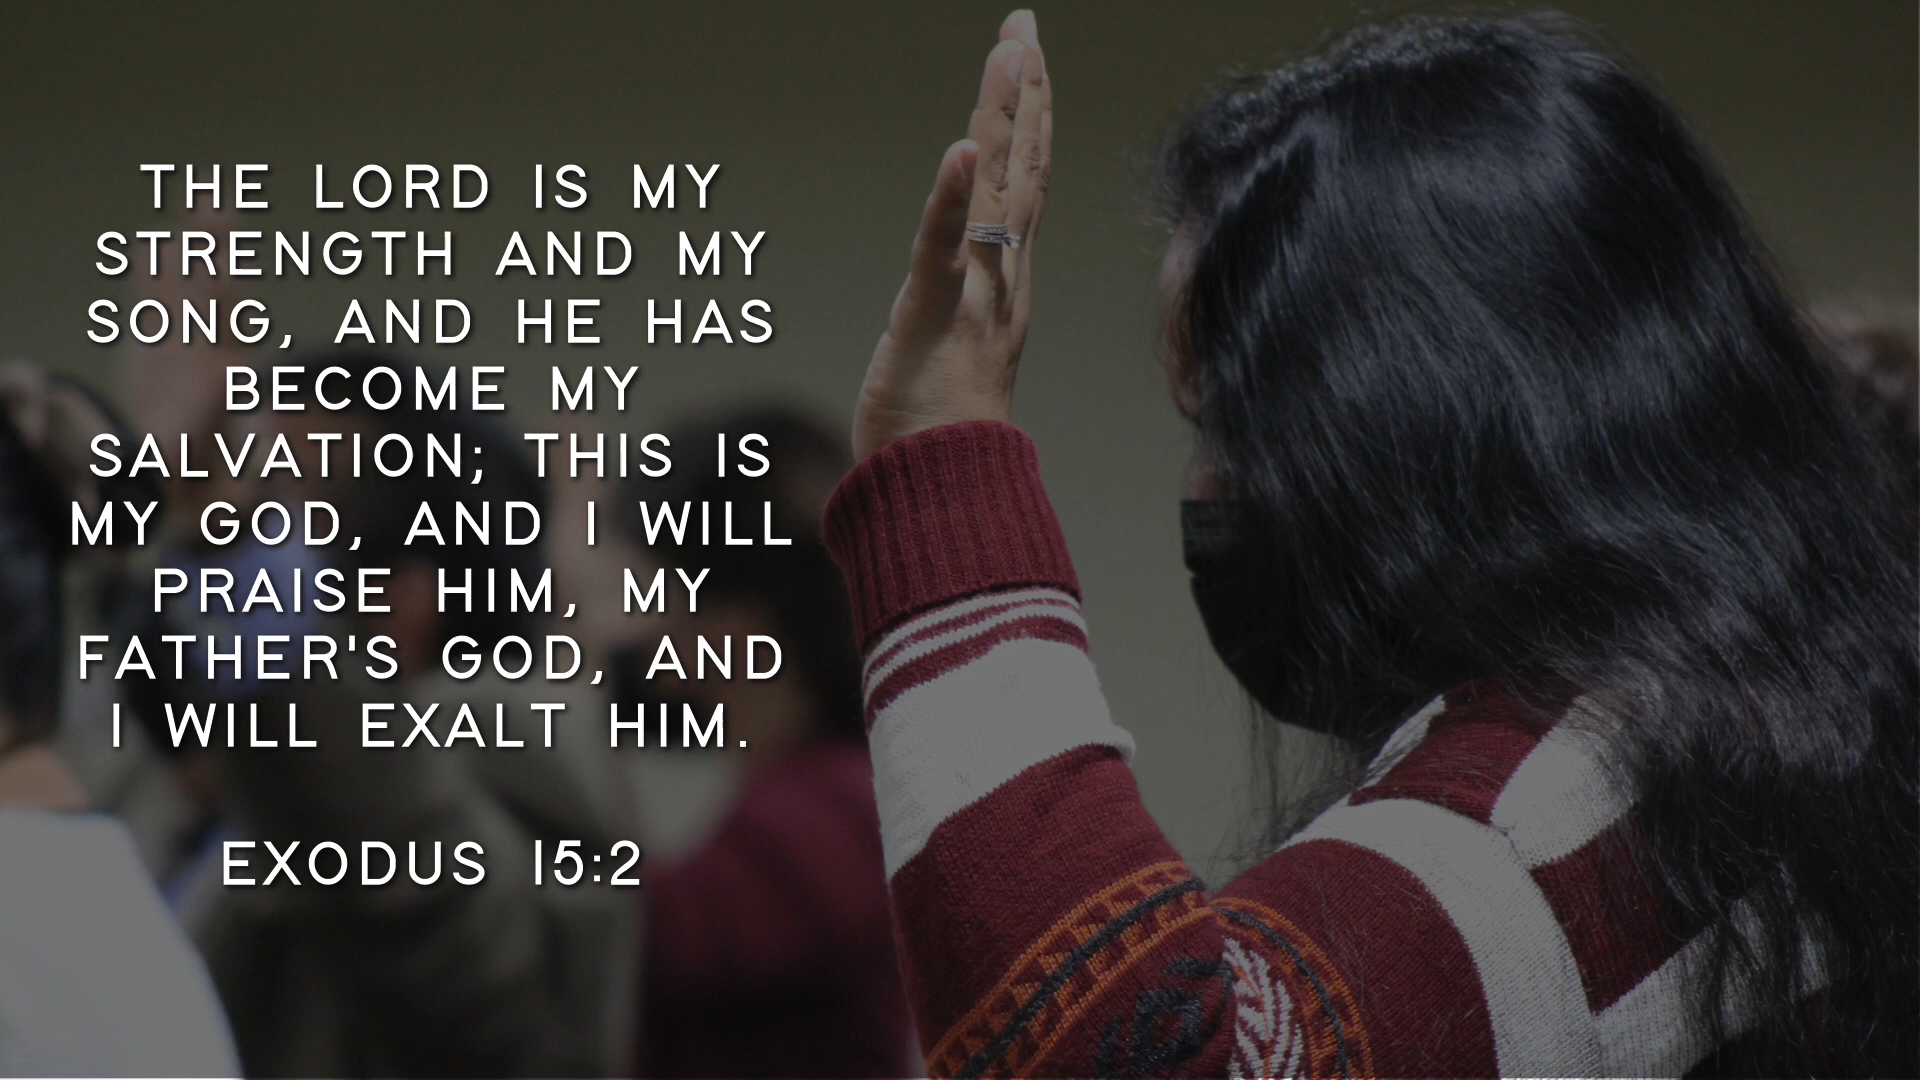 THE LORD IS MY
STRENGTH AND MY
SONG, AND HE HAS
BECOME MY
SALVATION; THIS IS
MY GOD, AND I WILL
PRAISE HIM, MY
FATHER'S GOD, AND
I WILL EXALT HIM.
EXODUS 15:2